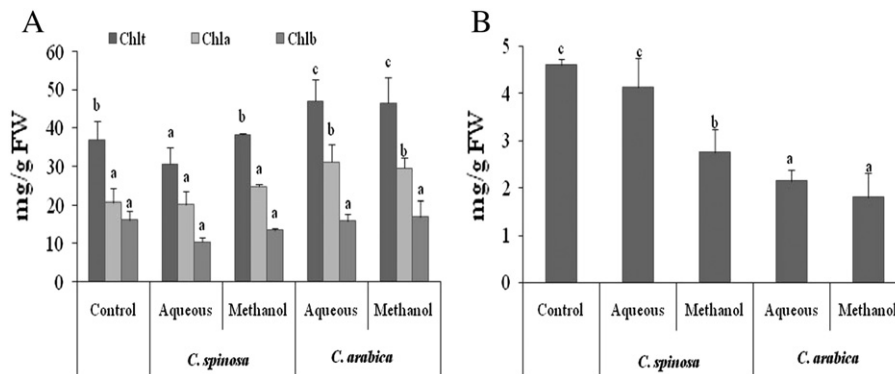 A
Chlt Chla Chlb
60
50
40
30
20
10
0
mg/g FW
b
a
a
a
a
a
b
a
a
c
b
a
c
b
a
Control Aqueous Methanol Aqueous Methanol
C. spinosa C. arabica
B
5
4
3
2
1
0
mg/g FW
c
c
b
a
a
Control Aqueous Methanol Aqueous Methanol
C. spinosa C. arabica